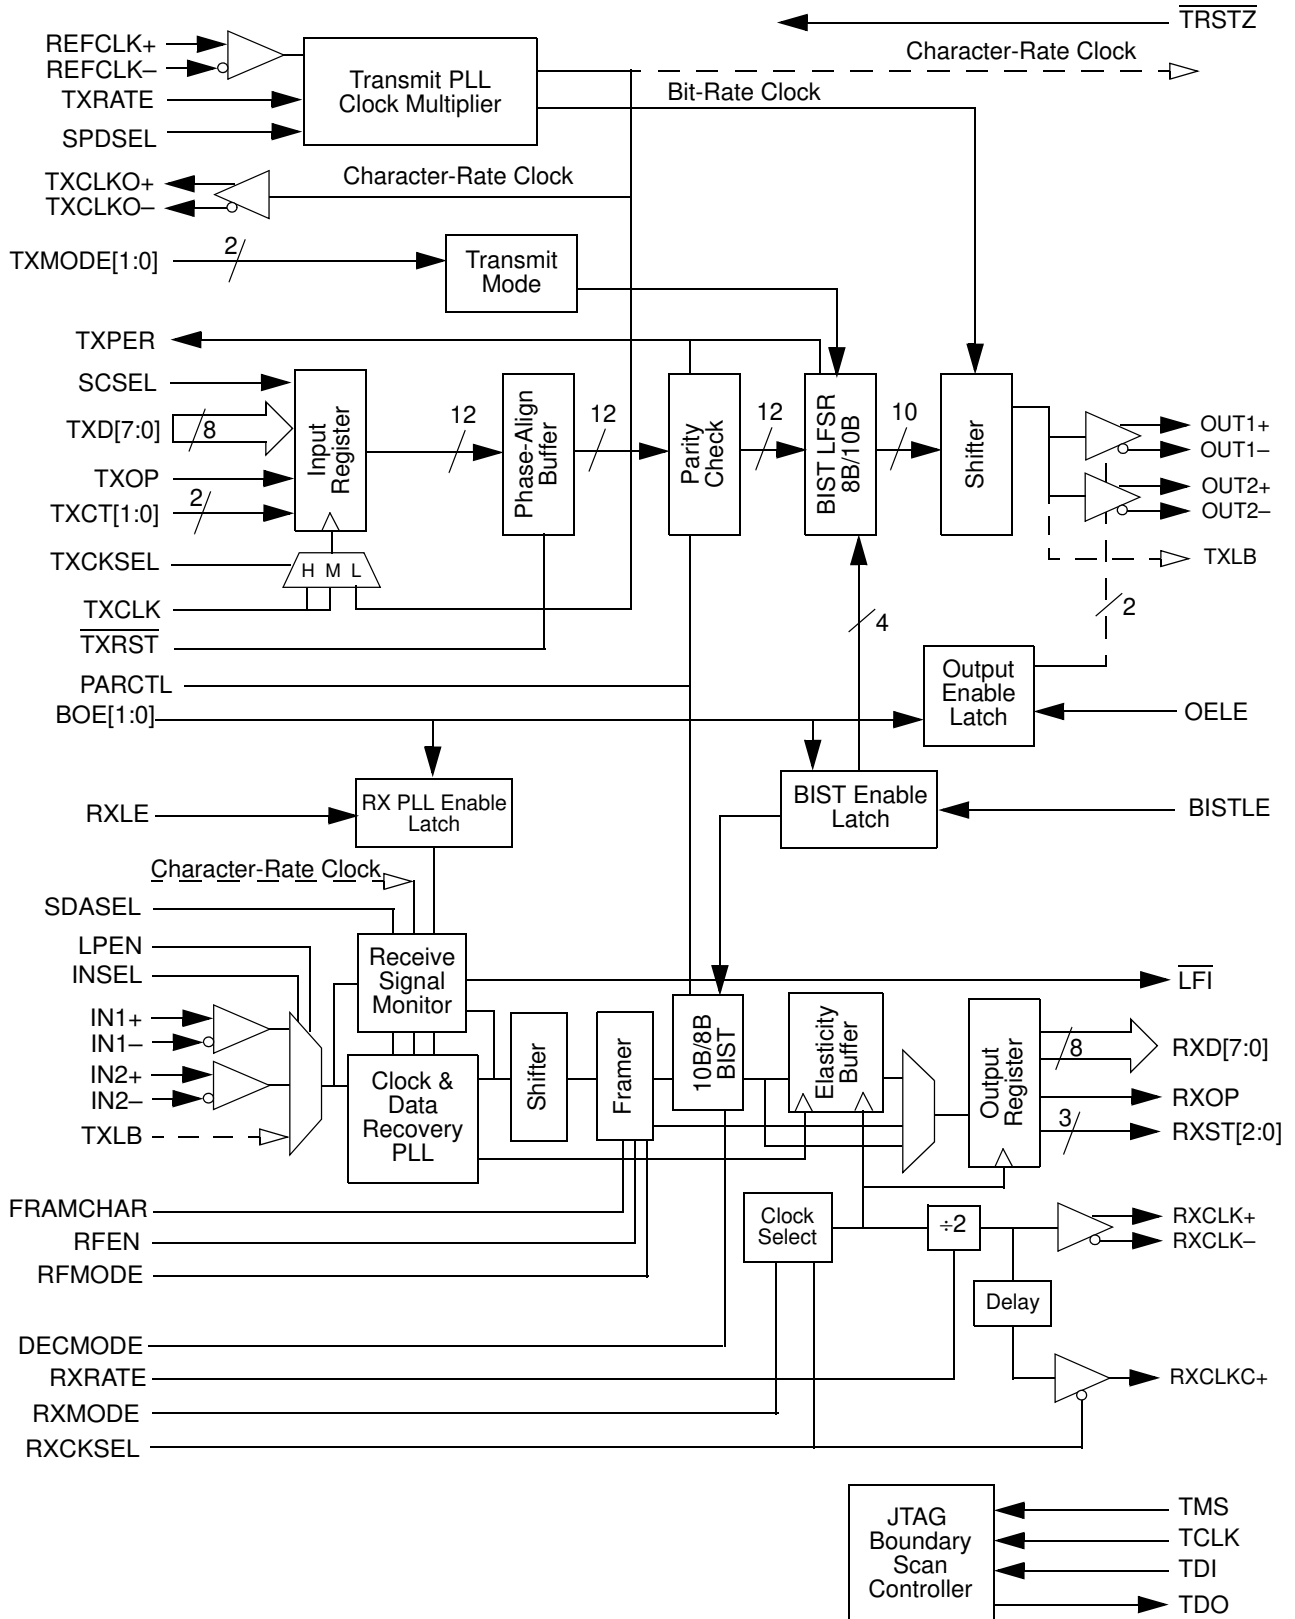 TRSTZ
REFCLK+
REFCLK–
TXRATE
SPDSEL
Transmit PLL
Clock Multiplier
Character-Rate Clock
Bit-Rate Clock
TXCLKO+
TXCLKO–
Character-Rate Clock
TXMODE[1:0]
2
Transmit
Mode
TXPER
SCSEL
TXD[7:0]
8
TXOP
TXCT[1:0]
2
Input
Register
12
Phase-Align
Buffer
12
Parity
Check
12
BIST LFSR
8B/10B
10
Shifter
OUT1+
OUT1–
OUT2+
OUT2–
TXLB
TXCKSEL
H M L
TXCLK
TXRST
4
2
PARCTL
BOE[1:0]
Output
Enable
Latch
OELE
RXLE
RX PLL Enable
Latch
BIST Enable
Latch
BISTLE
Character-Rate Clock
SDASEL
LPEN
INSEL
IN1+
IN1–
IN2+
IN2–
TXLB
Receive
Signal
Monitor
LFI
Clock &
Data
Recovery
PLL
Shifter
Framer
10B/8B
BIST
Elasticity
Buffer
Output
Register
8
RXD[7:0]
RXOP
3
RXST[2:0]
FRAMCHAR
RFEN
RFMODE
Clock
Select
÷2
RXCLK+
RXCLK–
Delay
DECMODE
RXRATE
RXCLKC+
RXMODE
RXCKSEL
JTAG
Boundary
Scan
Controller
TMS
TCLK
TDI
TDO